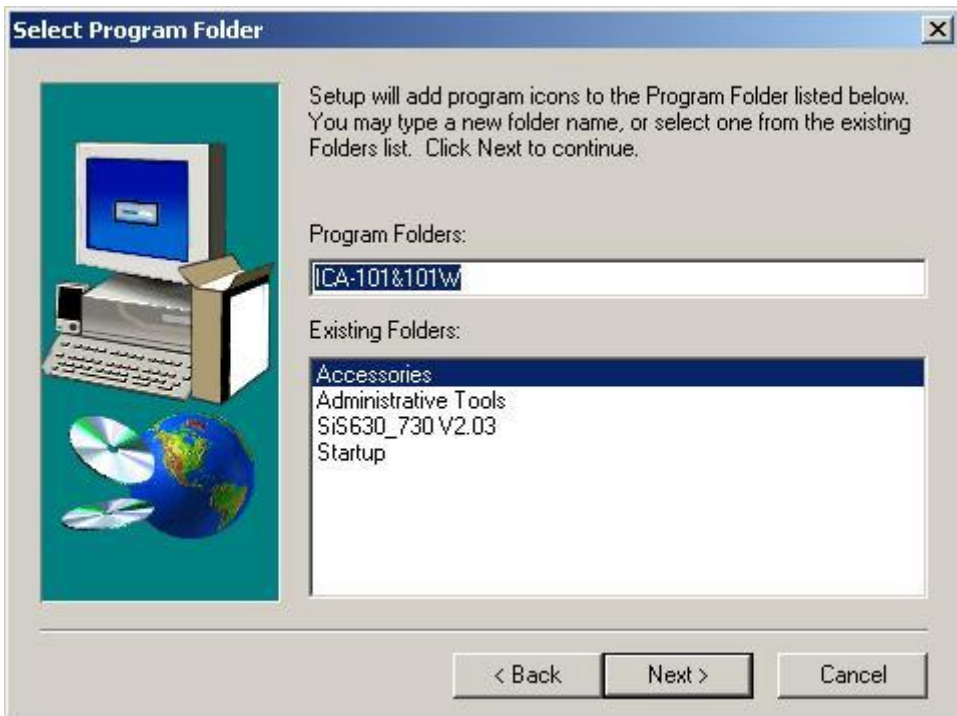 Select Program Folder
Setup will add program icons to the Program Folder listed below.
You may type a new folder name, or select one from the existing
Folders list.  Click Next to continue.
Program Folders:
ICA-101&101W
Existing Folders:
Accessories
Administrative Tools
SiS630_730 V2.03
Startup
< Back
Next >
Cancel